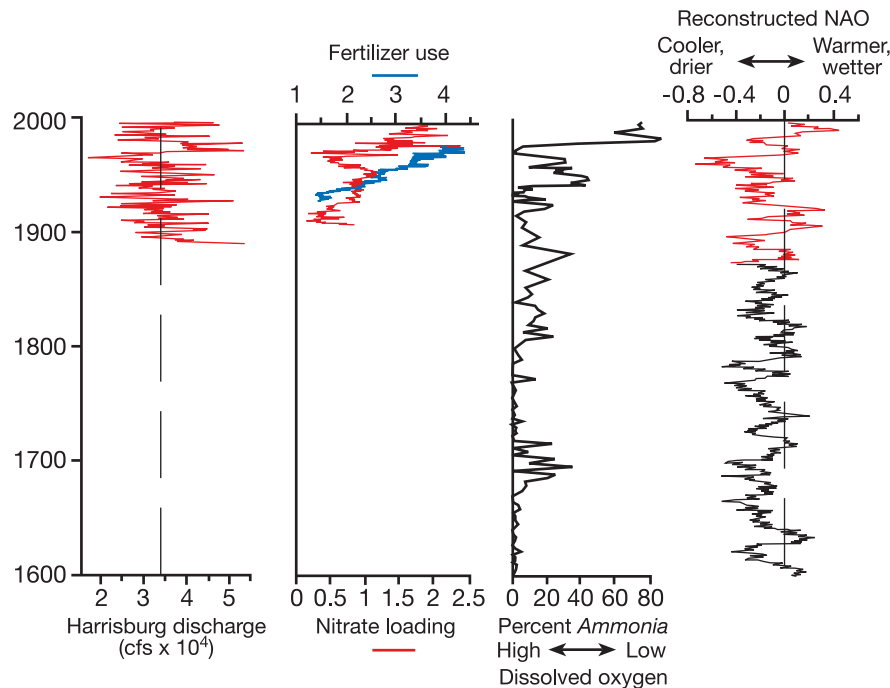 Reconstructed NAO
Fertilizer use
Cooler, drier
Warmer, wetter
1 2 3 4
-0.8 -0.4 0 0.4
2000
1900
1800
1700
1600
2 3 4 5
0 0.5 1 1.5 2 2.5
0 20 40 60 80
Harrisburg discharge
(cfs x 10⁴)
Nitrate loading
Percent Ammonia
High Low
Dissolved oxygen